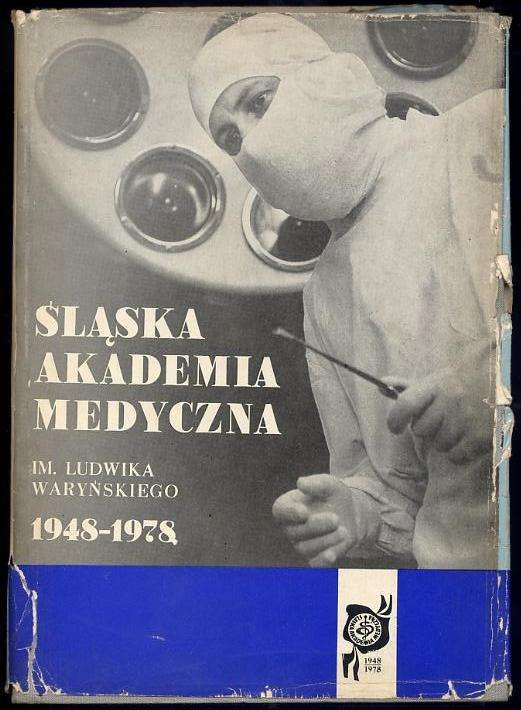 ŚLĄSKA
AKADEMIA
MEDYCZNA
IM. LUDWIKA
WARYŃSKIEGO
1948-1978
1948
1978